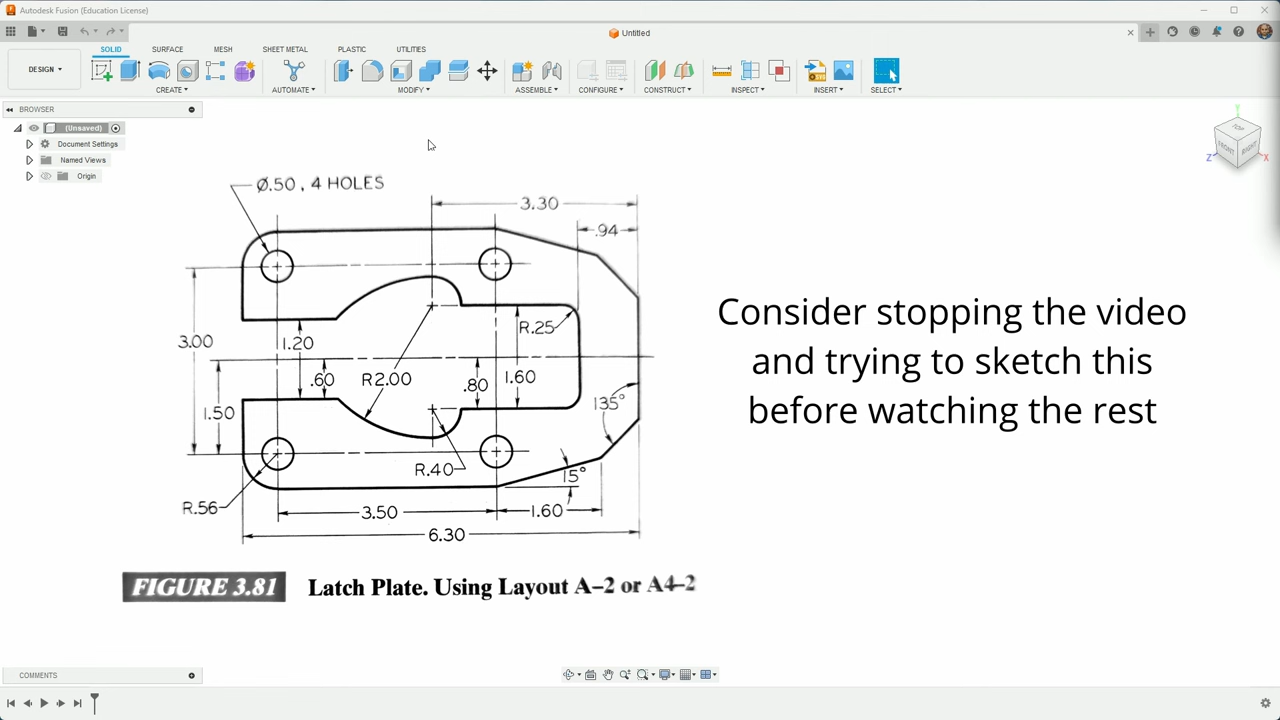 Autodesk Fusion (Education License)
Untitled
SOLID SURFACE MESH SHEET METAL PLASTIC UTILITIES
DESIGN
CREATE AUTOMATE MODIFY ASSEMBLE CONFIGURE CONSTRUCT INSPECT INSERT SELECT
BROWSER
(Unsaved)
Document Settings
Named Views
Origin
TOP
FRONT
RIGHT
Y
Z
X
Ø.50, 4 HOLES
3.30
.94
3.00
1.20
R.25
.60
R2.00
.80
1.60
1.50
135°
R.40
15°
R.56
3.50
1.60
6.30
FIGURE 3.81 Latch Plate. Using Layout A–2 or A4–2
Consider stopping the video
and trying to sketch this
before watching the rest
COMMENTS